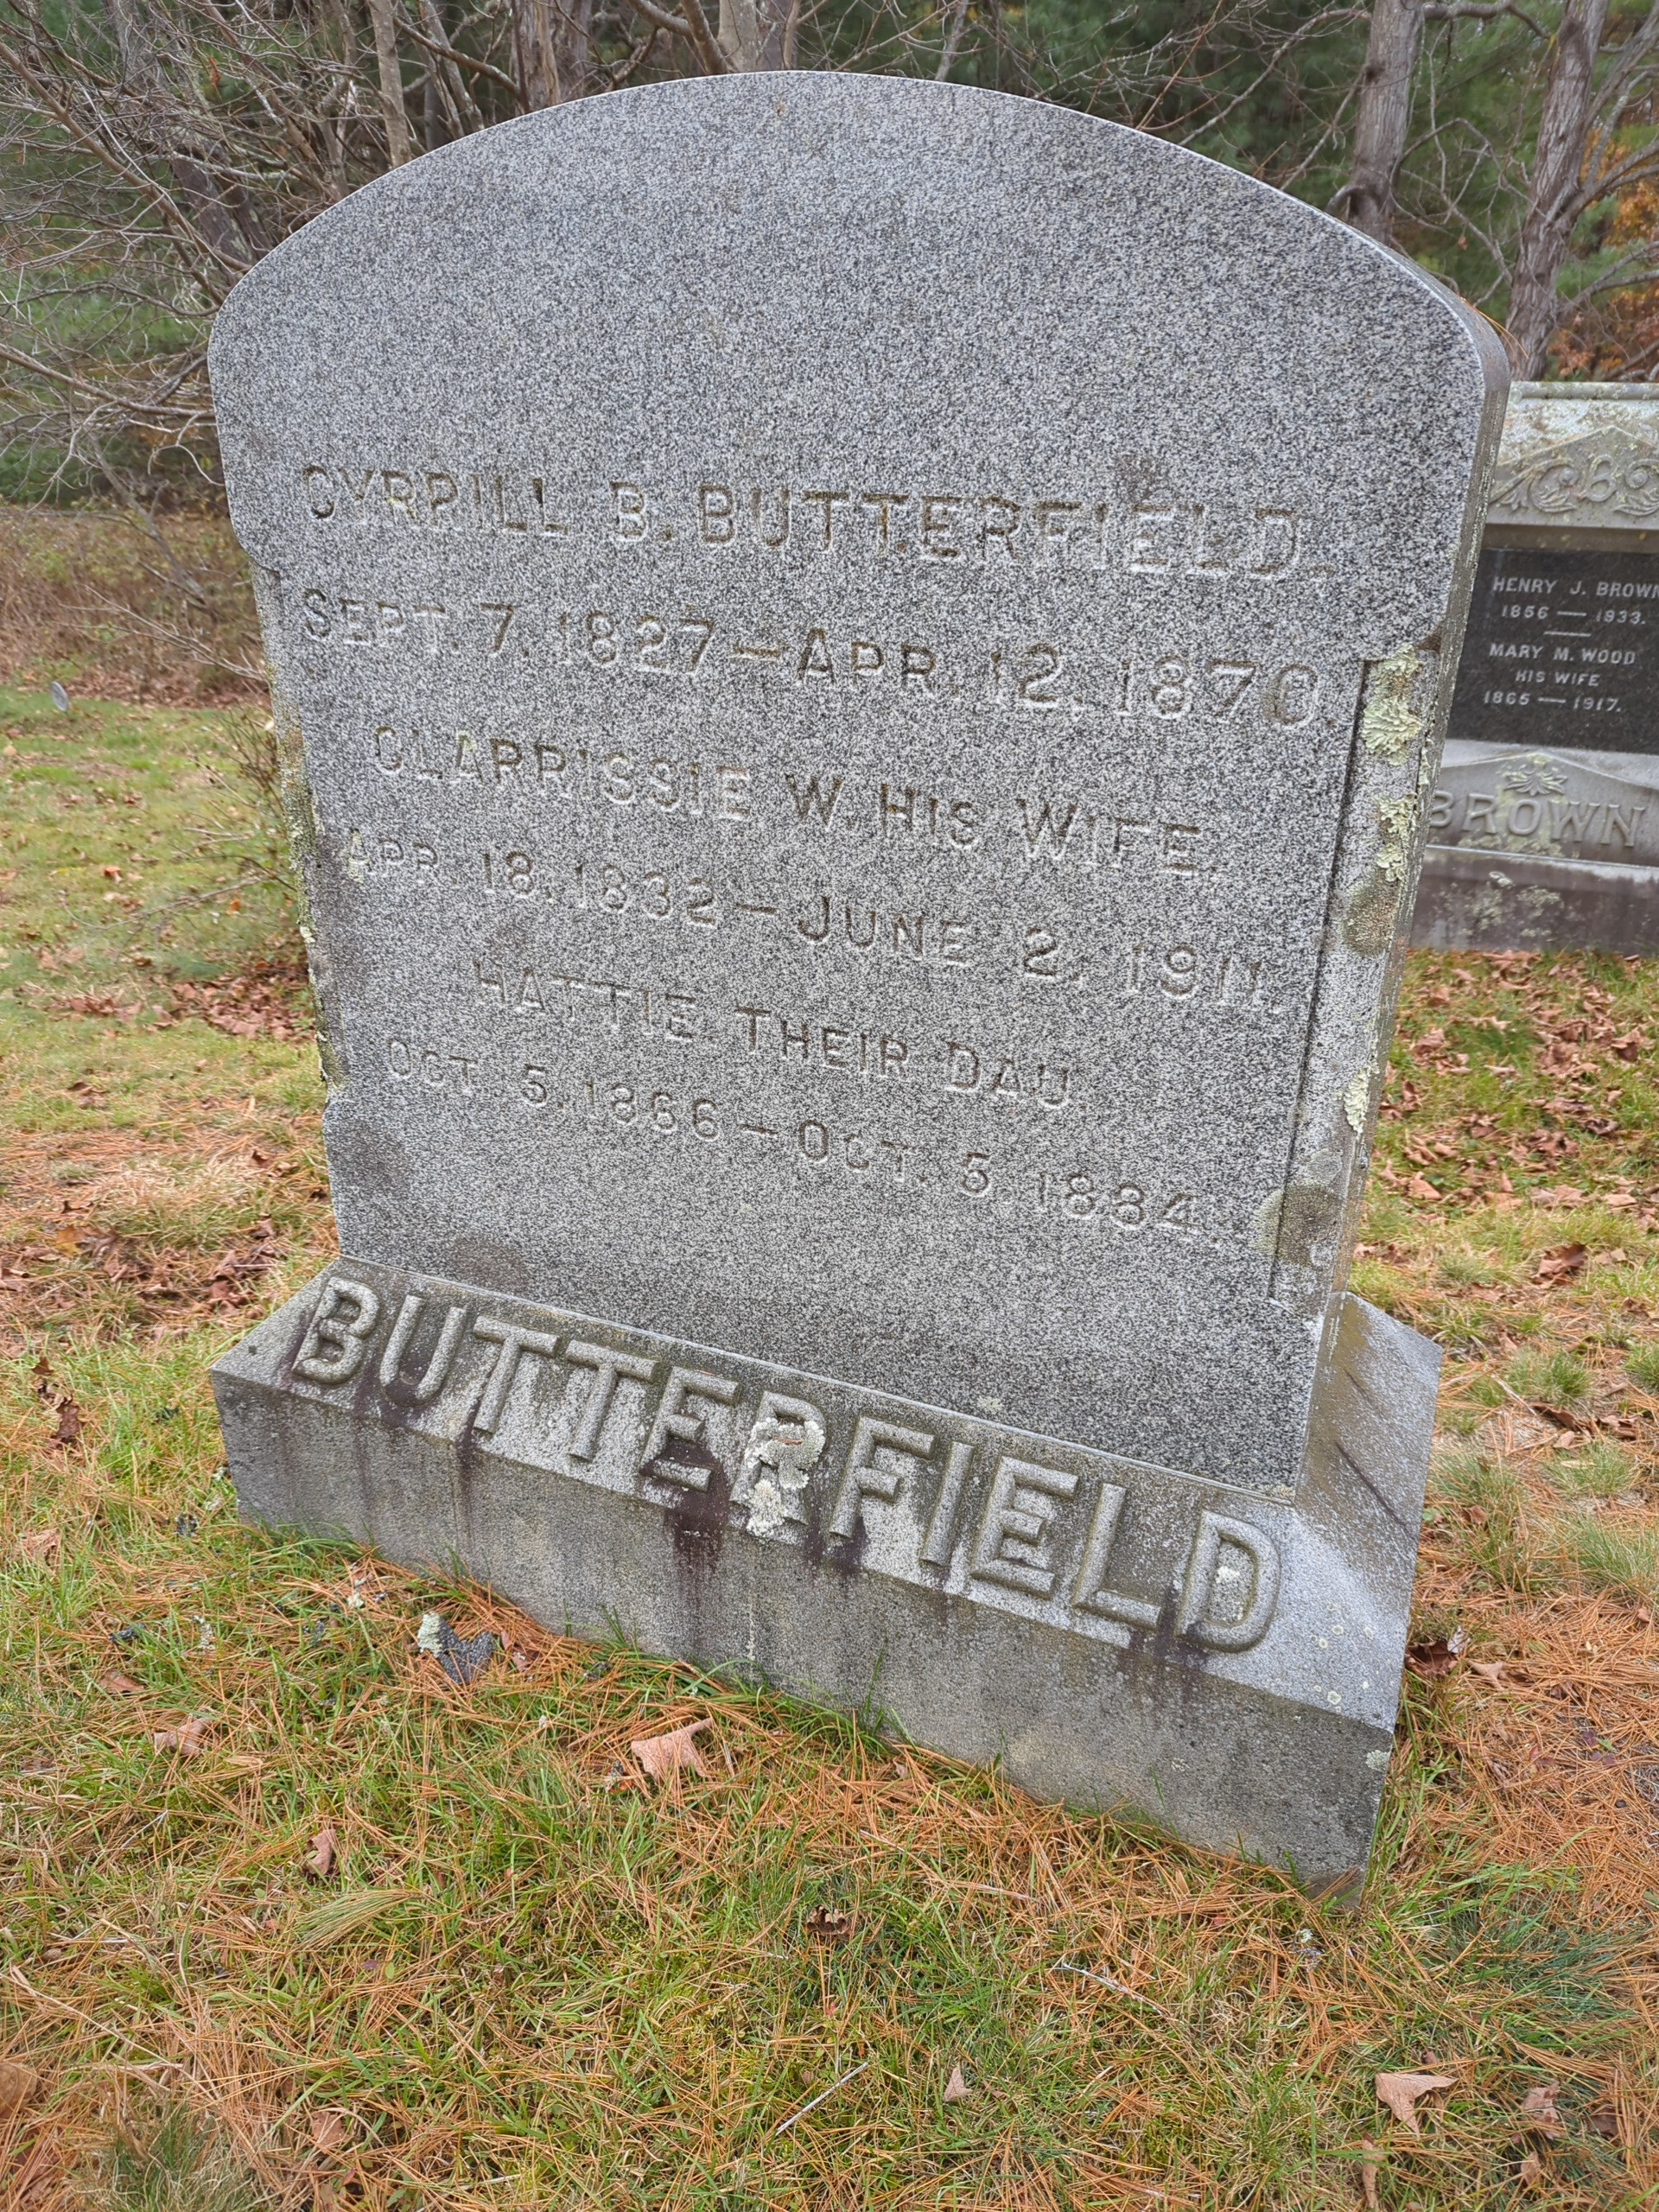 CYRRILL B. BUTTERFIELD.
SEPT. 7. 1827 — APR. 12, 1870.
CLARRISSIE W. HIS WIFE,
APR. 18, 1832 — JUNE 2, 1911.
HATTIE THEIR DAU.
OCT. 5, 1866 — OCT. 5, 1884.
BUTTERFIELD
B
HENRY J. BROWN
1856 — 1933.
MARY M. WOOD
HIS WIFE
1865 — 1917.
BROWN